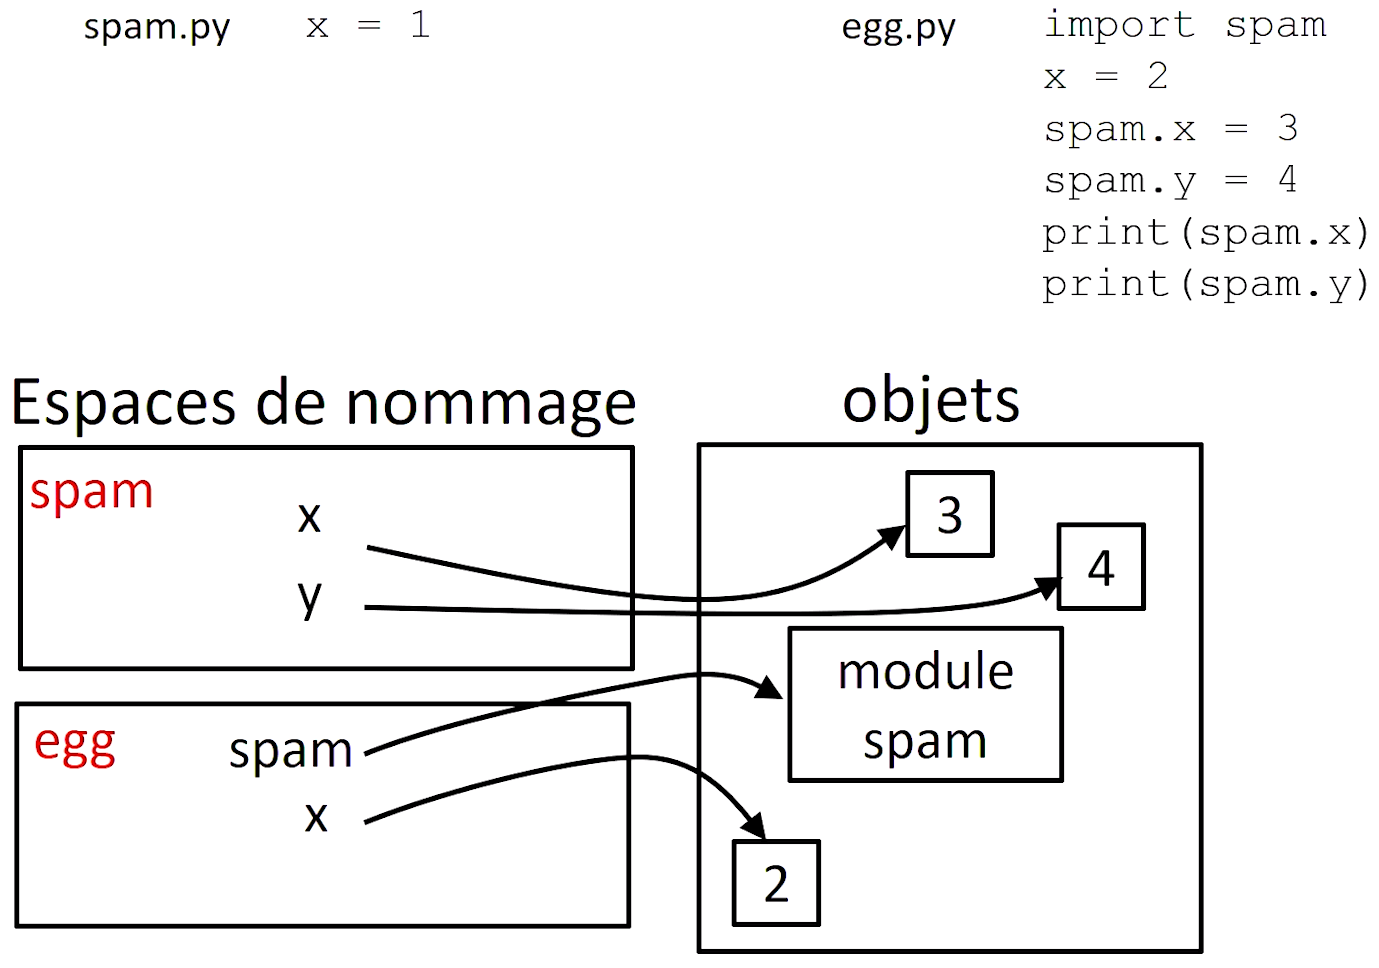 spam.py x = 1
egg.py import spam
x = 2
spam.x = 3
spam.y = 4
print(spam.x)
print(spam.y)
Espaces de nommage
spam
x
y
egg
spam
x
objets
3
4
module
spam
2